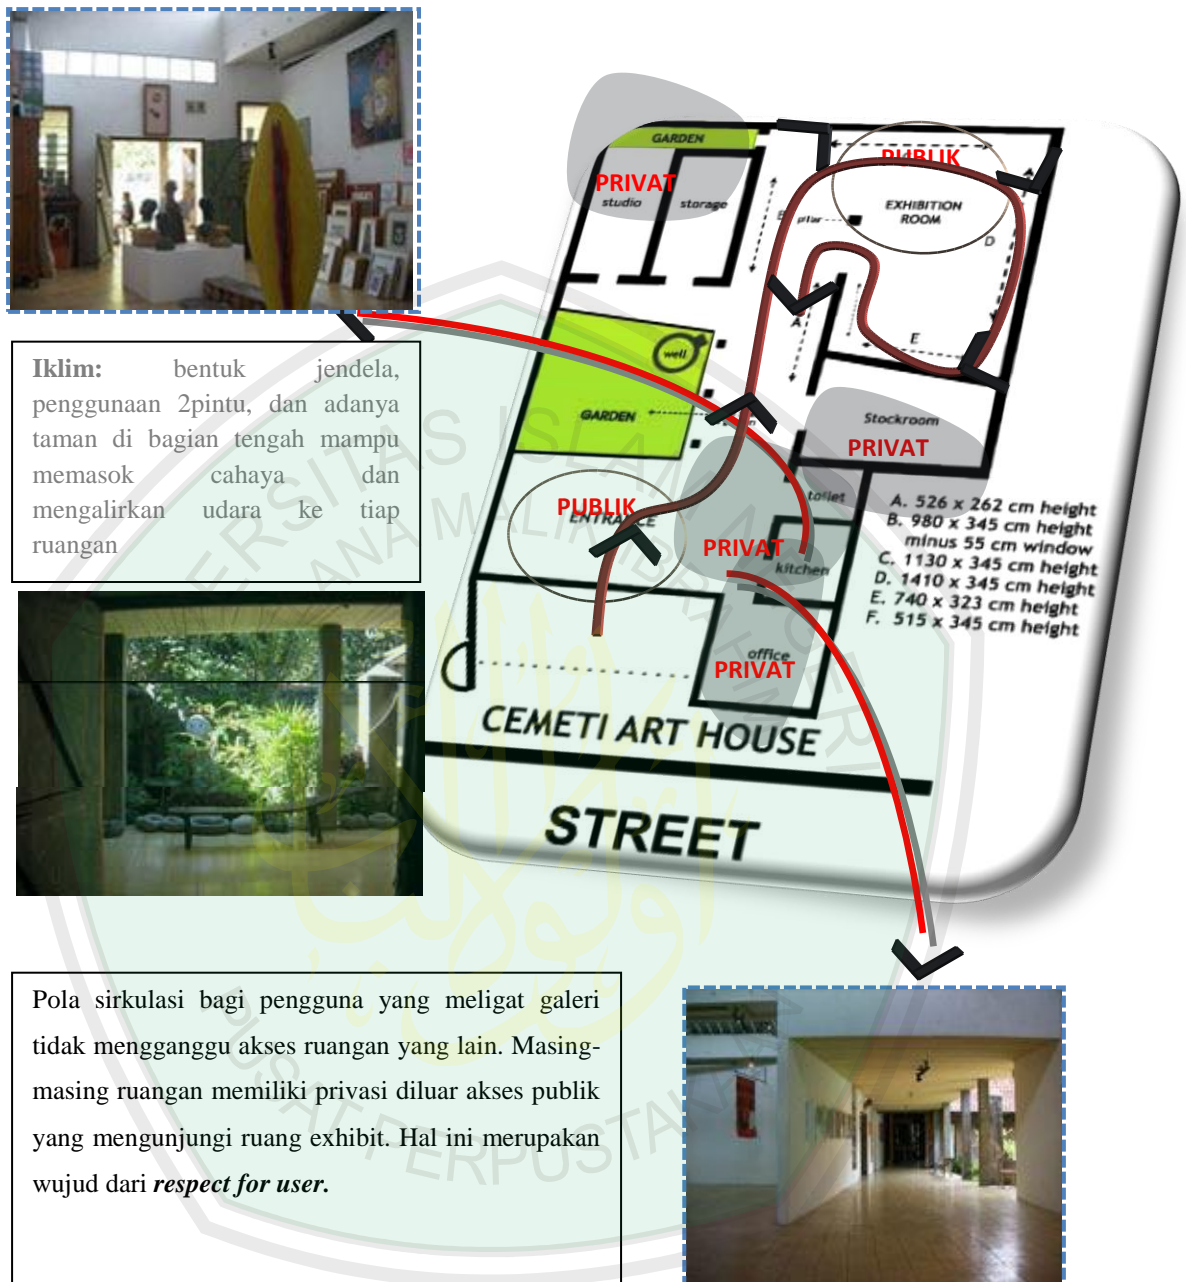 GARDEN
PUBLIK
PRIVAT
studio
storage
B
pillar
EXHIBITION
ROOM
D
A
E
well
GARDEN
Stockroom
PRIVAT
toilet
PUBLIK
ENTRANCE
PRIVAT
kitchen
office
PRIVAT
A. 526 x 262 cm height
B. 980 x 345 cm height
minus 55 cm window
C. 1130 x 345 cm height
D. 1410 x 345 cm height
E. 740 x 323 cm height
F. 515 x 345 cm height
CEMETI ART HOUSE
STREET
Iklim: bentuk jendela,
penggunaan 2pintu, dan adanya
taman di bagian tengah mampu
memasok cahaya dan
mengalirkan udara ke tiap
ruangan
Pola sirkulasi bagi pengguna yang meligat galeri
tidak mengganggu akses ruangan yang lain. Masing-
masing ruangan memiliki privasi diluar akses publik
yang mengunjungi ruang exhibit. Hal ini merupakan
wujud dari respect for user.
PUSAT PERPUSTAKAAN